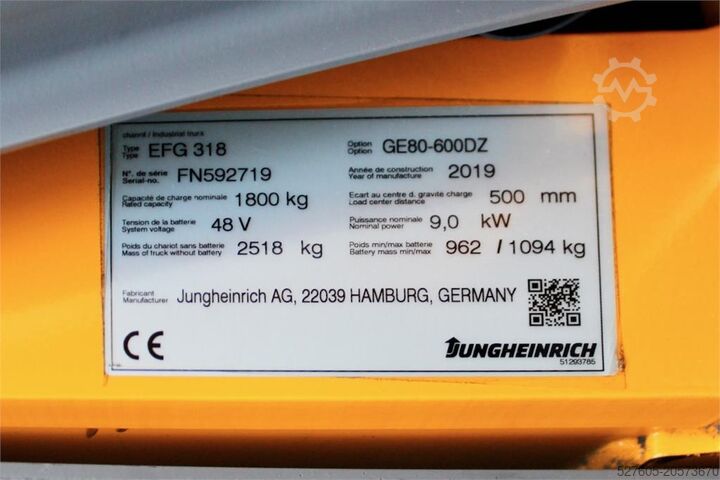 chariot / Industrial truck
Type EFG 318 Option GE80-600DZ
Type Option
N°. de série FN592719 Année de construction 2019
Serial-no. Year of manufacture
Capacité de charge nominale 1800 kg Ecart au centre d. gravité charge 500 mm
Rated capacity Load center distance
Tension de la batterie 48 V Puissance nominale 9,0 kW
System voltage Nominal power
Poids du chariot sans batterie 2518 kg Poids min/max batterie 962 / 1094 kg
Mass of truck without battery Battery mass min/max
Fabricant Jungheinrich AG, 22039 HAMBURG, GERMANY
Manufacturer
CE JUNGHEINRICH
51293785
527605-20573670